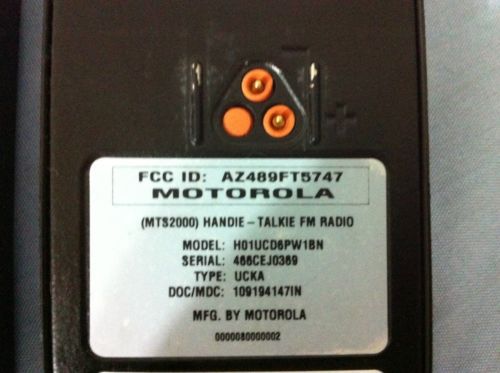 FCC ID: AZ489FT5747
MOTOROLA
(MTS2000) HANDIE-TALKIE FM RADIO
MODEL: H01UCD6PW1BN
SERIAL: 466CEJ0369
TYPE: UCKA
DOC/MDC: 109194147IN
MFG. BY MOTOROLA
0000080000002